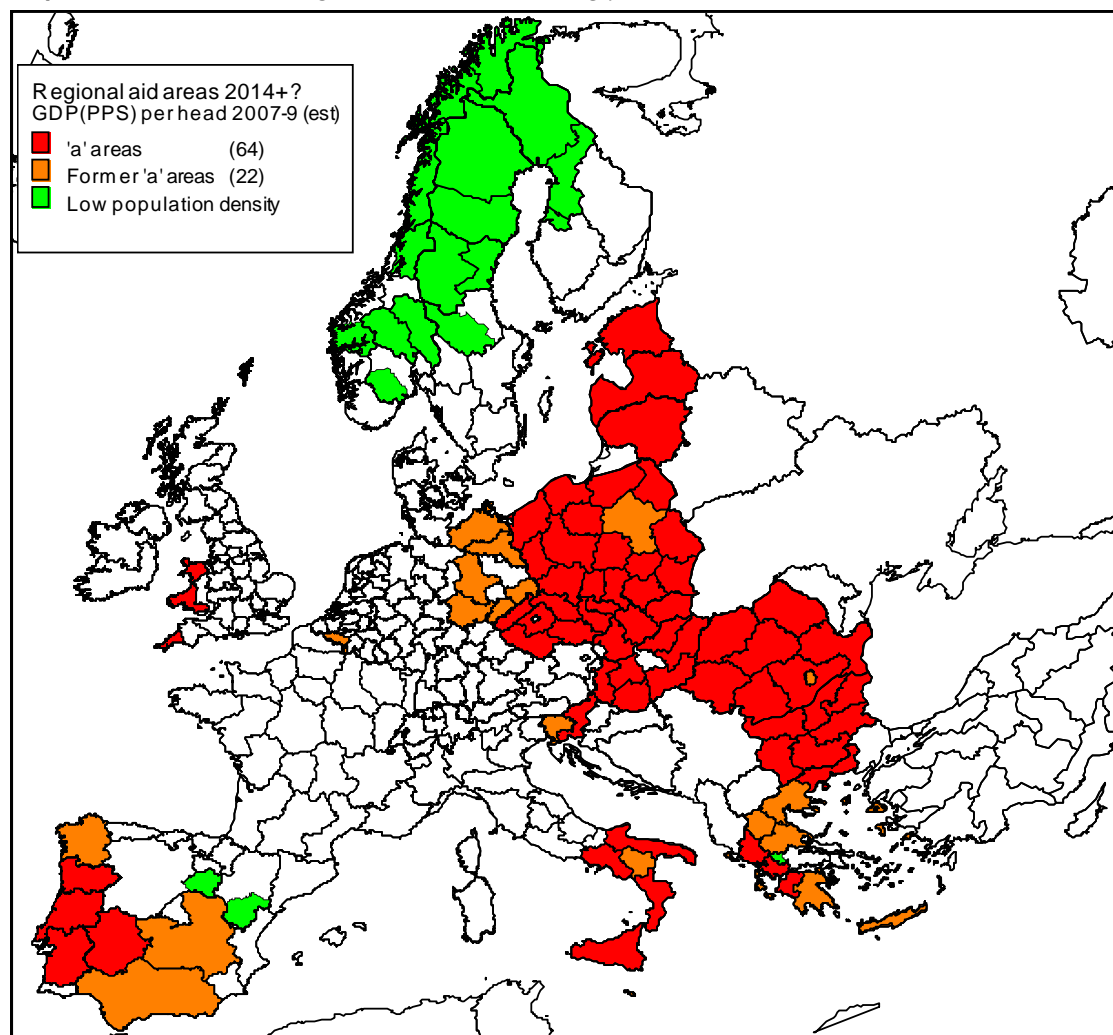 Regional aid areas 2014+?
GDP(PPS) per head 2007-9 (est)
'a' areas (64)
Former 'a' areas (22)
Low population density